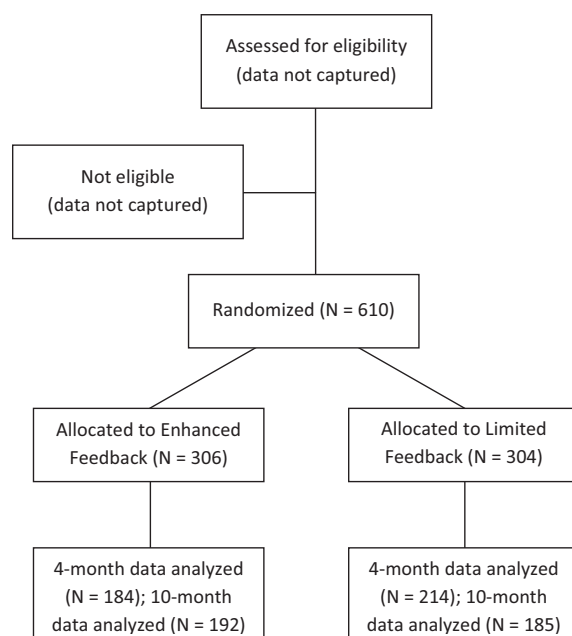 Assessed for eligibility
(data not captured)
Not eligible
(data not captured)
Randomized (N = 610)
Allocated to Enhanced
Feedback (N = 306)
Allocated to Limited
Feedback (N = 304)
4-month data analyzed
(N = 184); 10-month
data analyzed (N = 192)
4-month data analyzed
(N = 214); 10-month
data analyzed (N = 185)